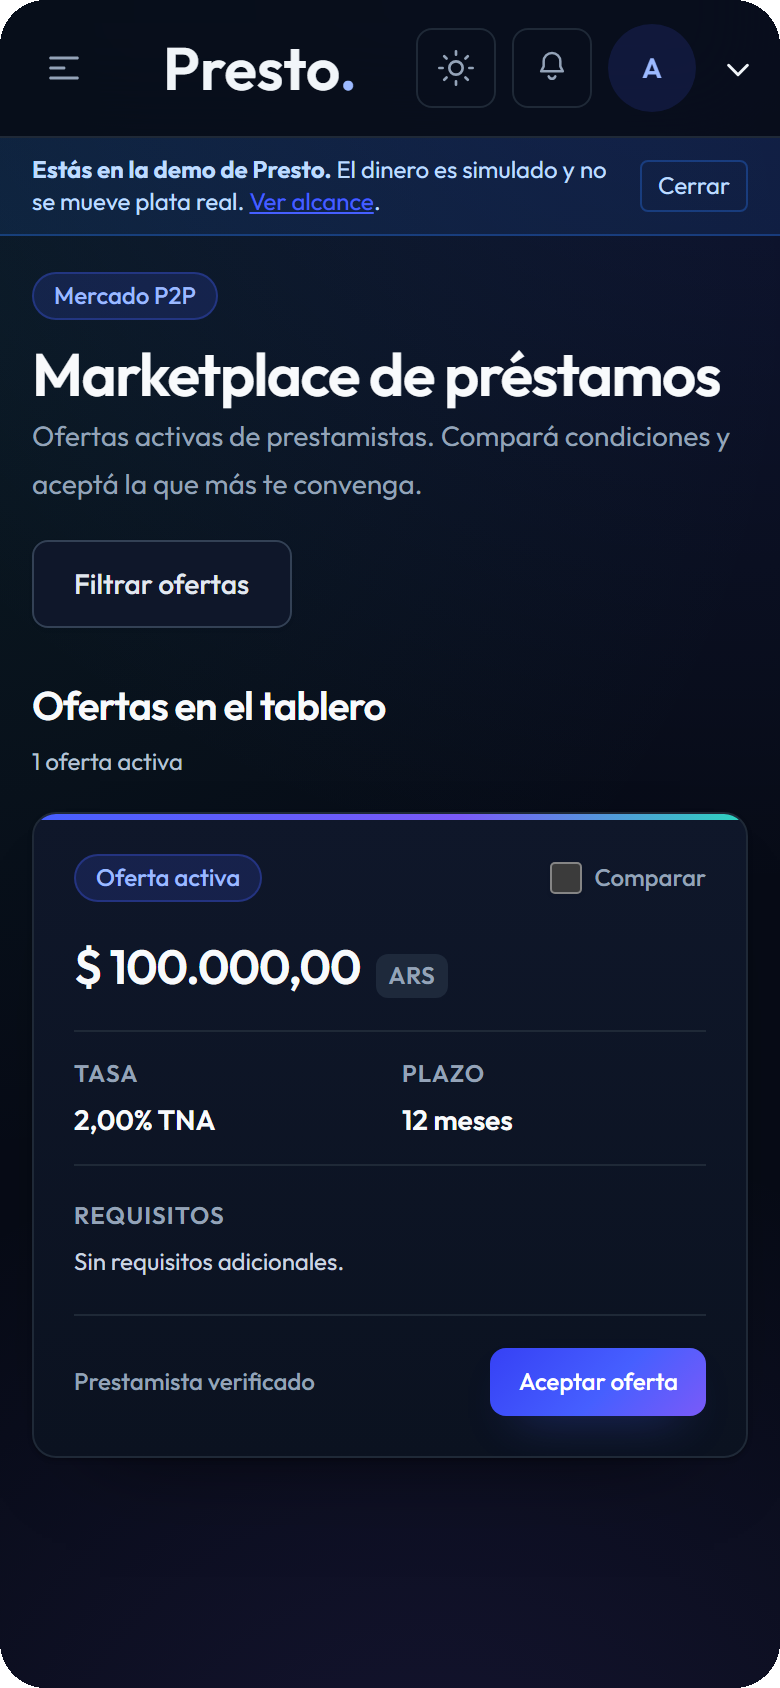 Presto.
A
Estás en la demo de Presto. El dinero es simulado y no
se mueve plata real. Ver alcance.
Cerrar
Mercado P2P
Marketplace de préstamos
Ofertas activas de prestamistas. Compará condiciones y
aceptá la que más te convenga.
Filtrar ofertas
Ofertas en el tablero
1 oferta activa
Oferta activa
Comparar
$ 100.000,00 ARS
TASA
2,00% TNA
PLAZO
12 meses
REQUISITOS
Sin requisitos adicionales.
Prestamista verificado
Aceptar oferta